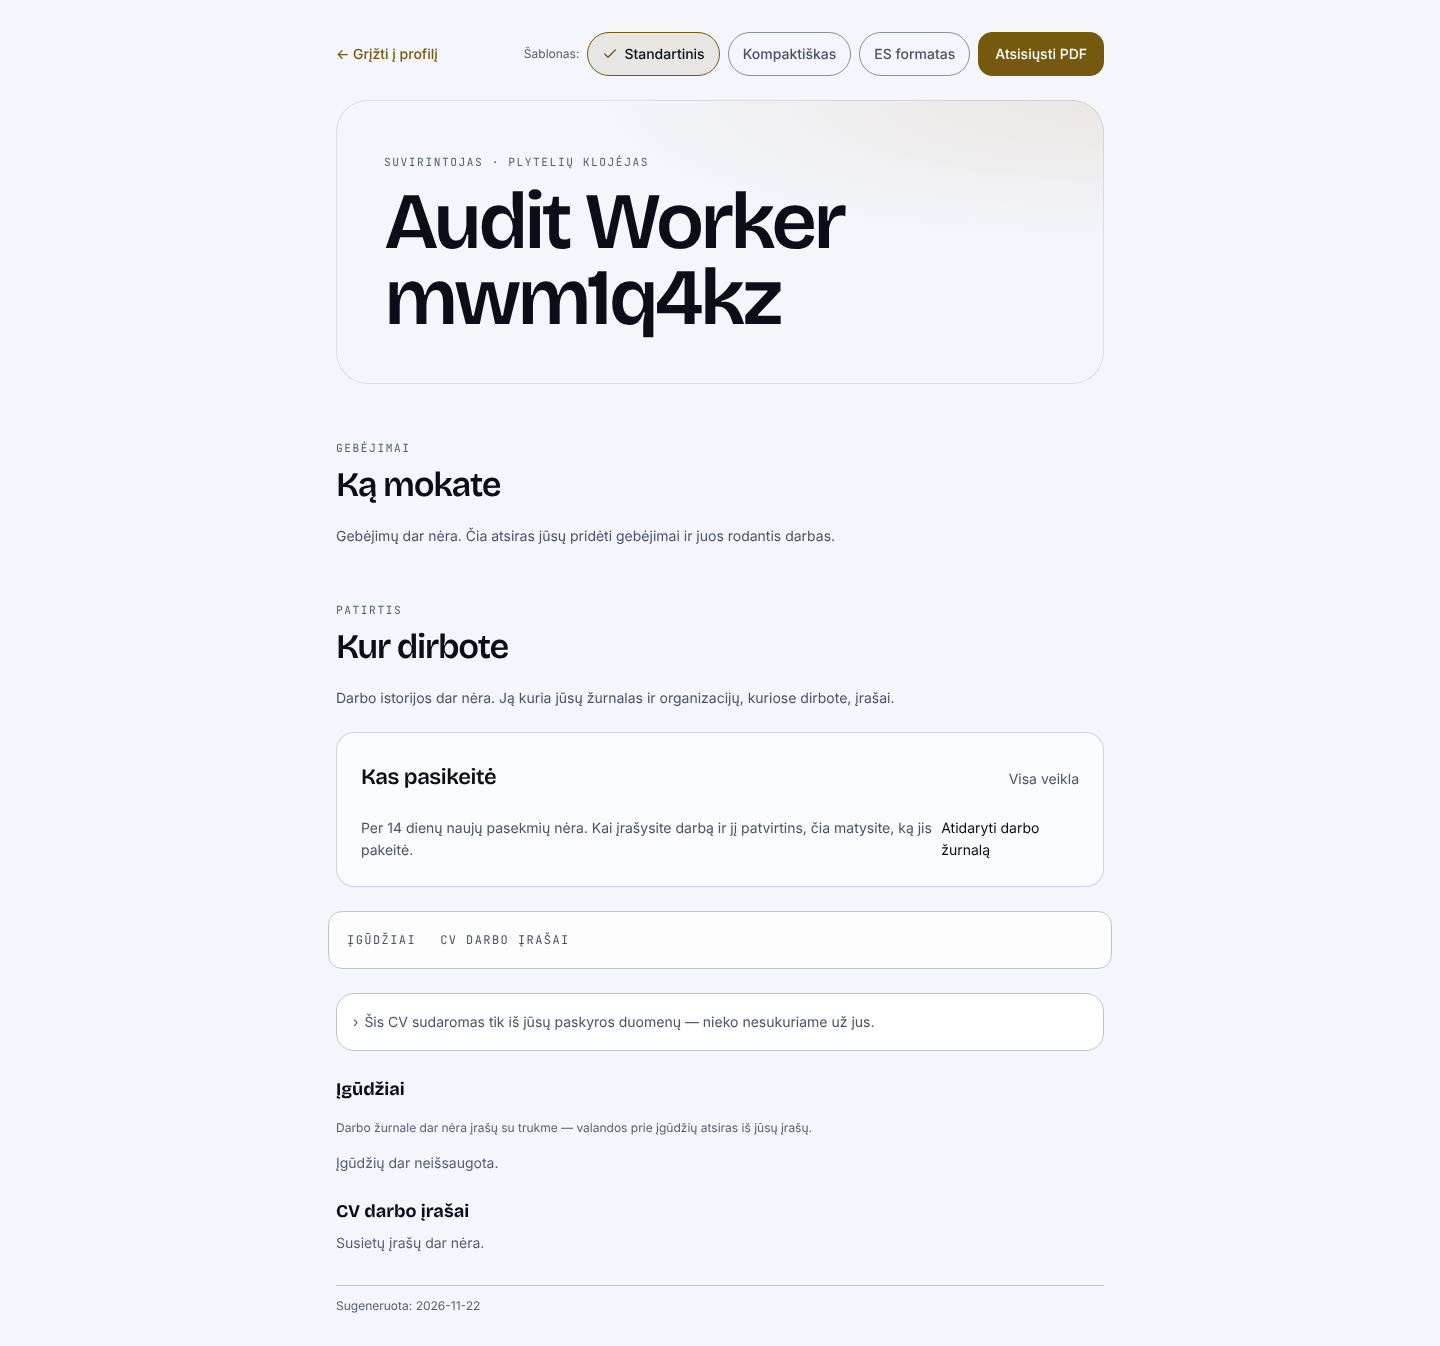 ← Grįžti į profilį
Šablonas:
Standartinis
Kompaktiškas
ES formatas
Atsisiųsti PDF
SUVIRINTOJAS · PLYTELIŲ KLOJĖJAS
Audit Worker
mwm1q4kz
GEBĖJIMAI
Ką mokate
Gebėjimų dar nėra. Čia atsiras jūsų pridėti gebėjimai ir juos rodantis darbas.
PATIRTIS
Kur dirbote
Darbo istorijos dar nėra. Ją kuria jūsų žurnalas ir organizacijų, kuriose dirbote, įrašai.
Kas pasikeitė
Visa veikla
Per 14 dienų naujų pasekmių nėra. Kai įrašysite darbą ir jį patvirtins, čia matysite, ką jis
pakeitė.
Atidaryti darbo
žurnalą
ĮGŪDŽIAI
CV DARBO ĮRAŠAI
› Šis CV sudaromas tik iš jūsų paskyros duomenų — nieko nesukuriame už jus.
Įgūdžiai
Darbo žurnale dar nėra įrašų su trukme — valandos prie įgūdžių atsiras iš jūsų įrašų.
Įgūdžių dar neišsaugota.
CV darbo įrašai
Susietų įrašų dar nėra.
Sugeneruota: 2026-11-22